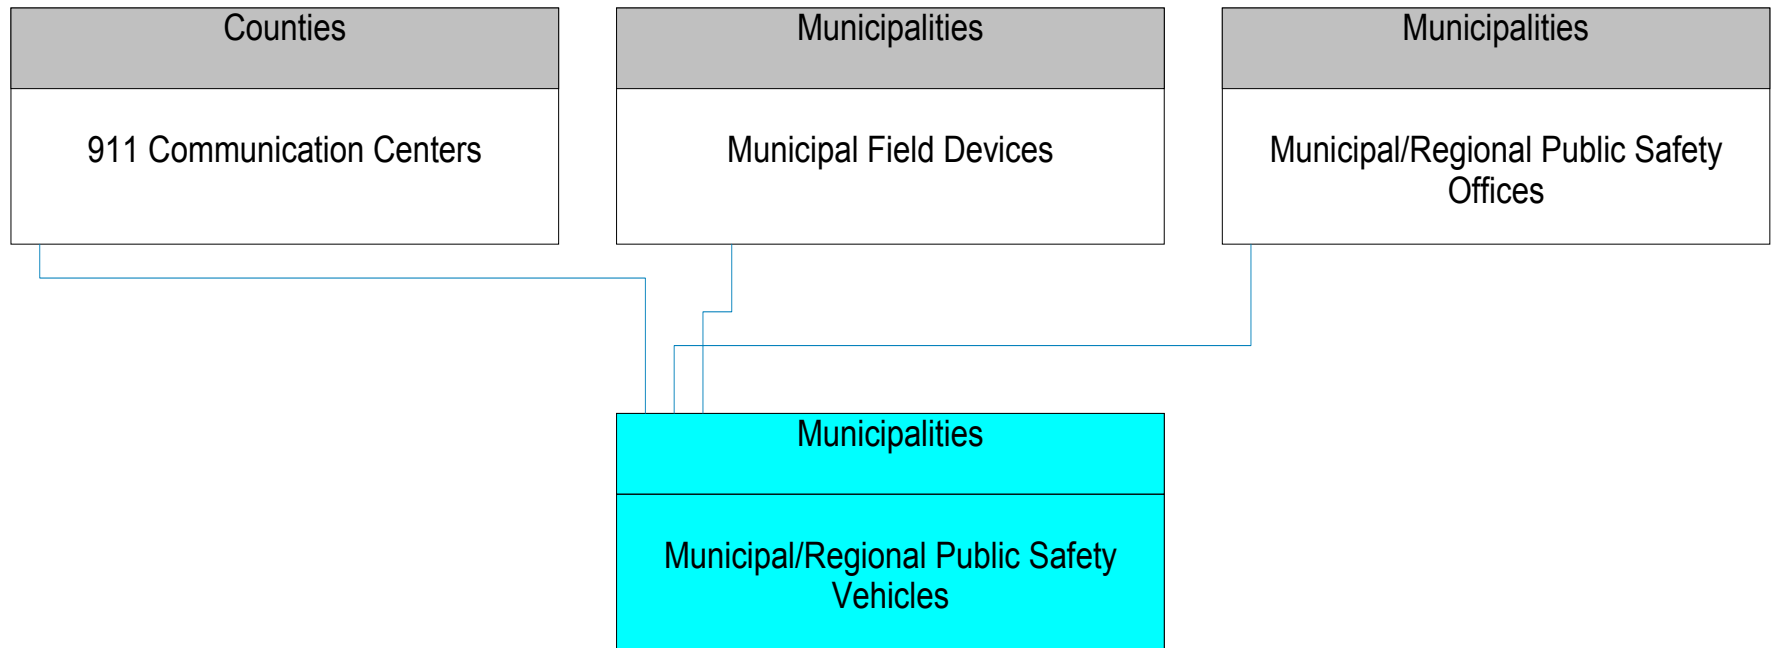 Counties
911 Communication Centers
Municipalities
Municipal Field Devices
Municipalities
Municipal/Regional Public Safety
Offices
Municipalities
Municipal/Regional Public Safety
Vehicles